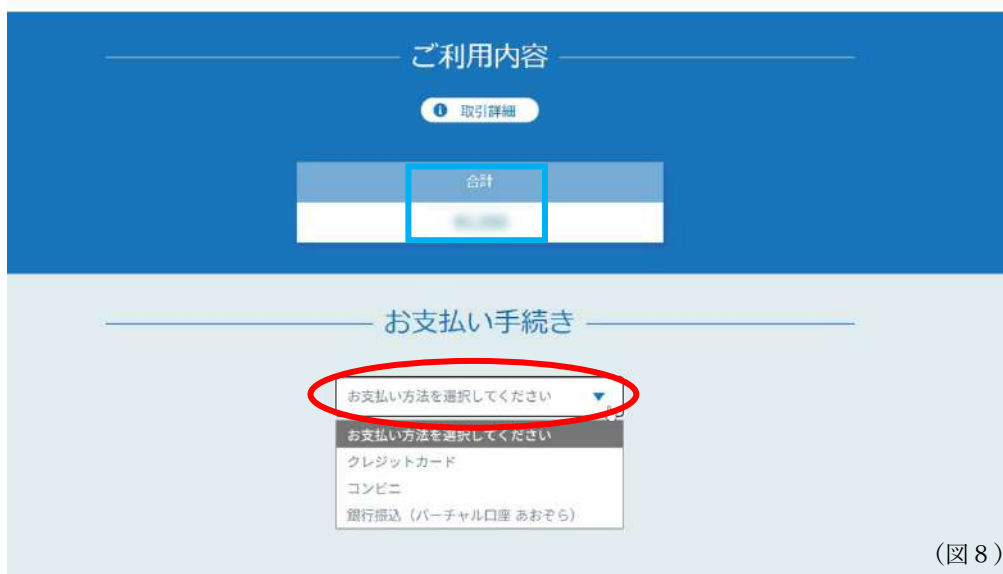 ご利用内容
取引詳細
合計
お支払い手続き
お支払い方法を選択してください
お支払い方法を選択してください
クレジットカード
コンビニ
銀行振込（バーチャル口座 あおぞら）
（図８）